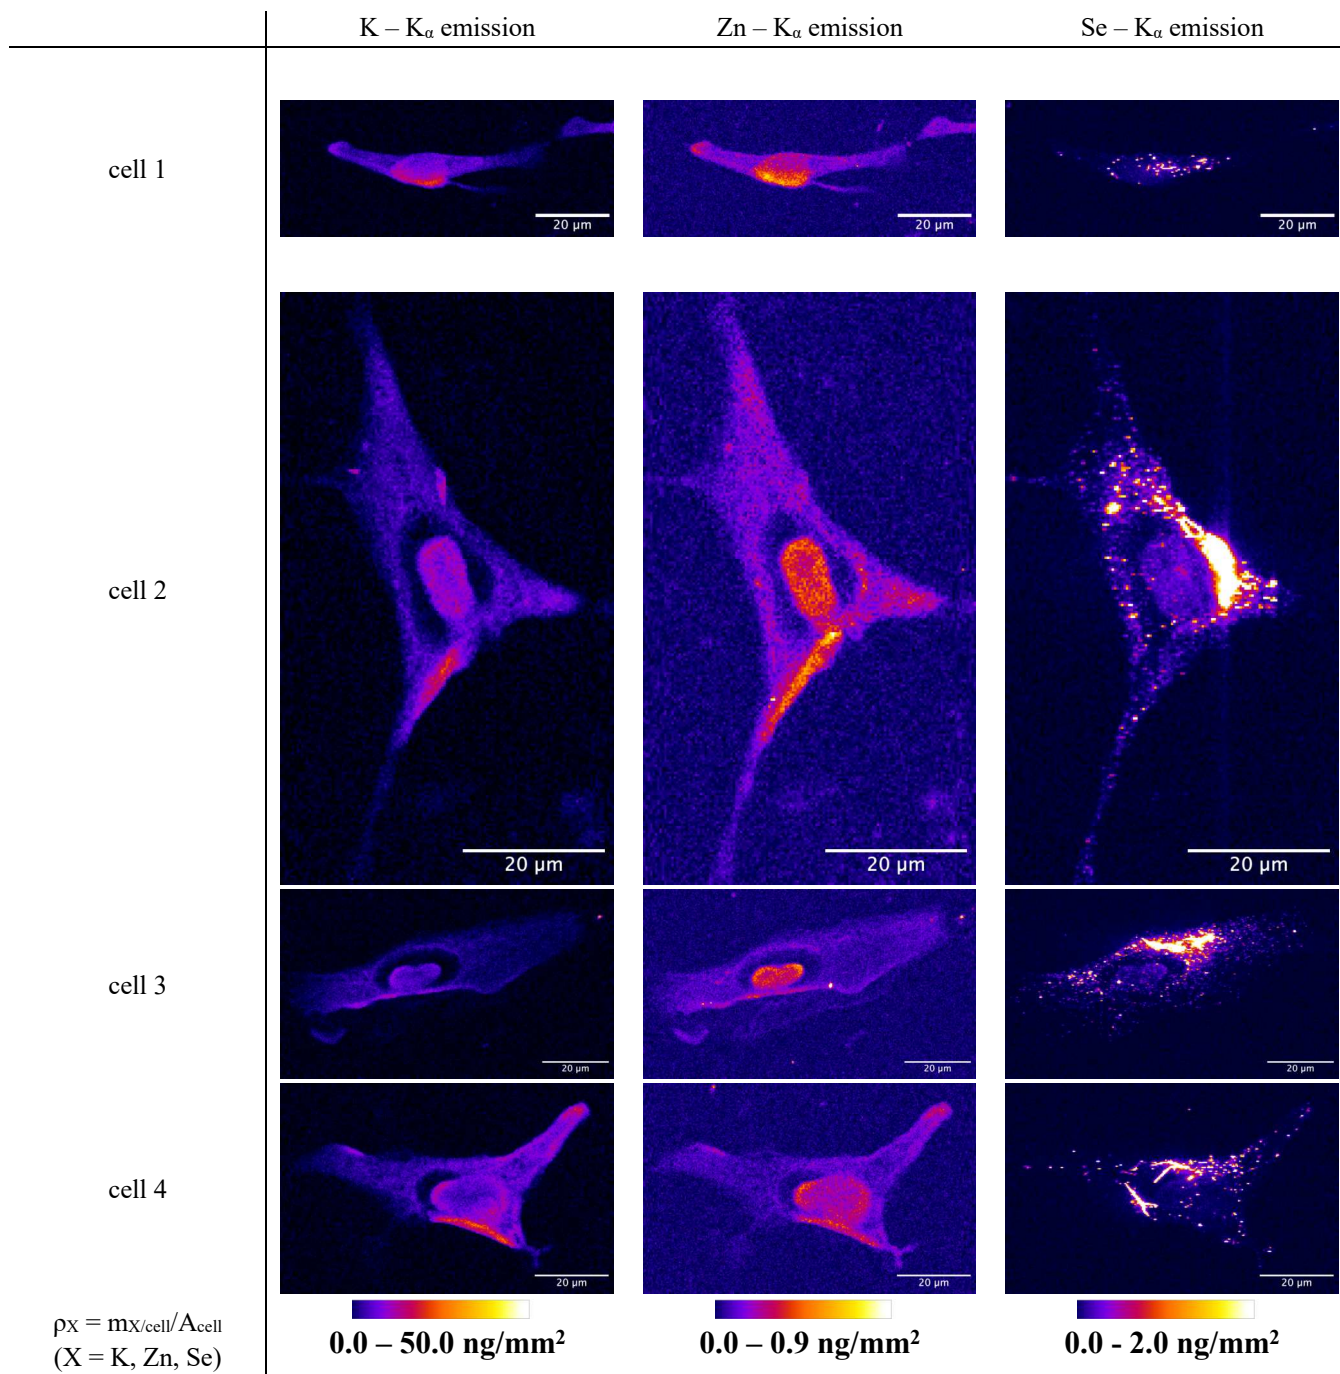 K – Kα emission Zn – Kα emission Se – Kα emission
cell 1
20 µm 20 µm 20 µm
cell 2
20 µm 20 µm 20 µm
cell 3
20 µm 20 µm 20 µm
cell 4
20 µm 20 µm 20 µm
ρX = mX/cell/Acell
(X = K, Zn, Se)
0.0 – 50.0 ng/mm² 0.0 – 0.9 ng/mm² 0.0 - 2.0 ng/mm²